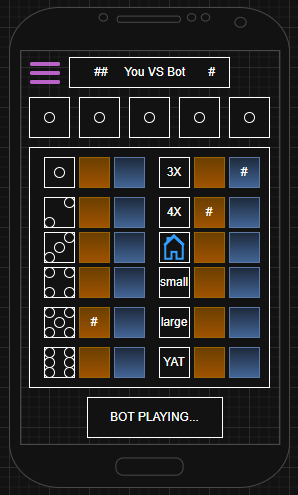 ## You VS Bot #
3X #
4X #
small
# large
YAT
BOT PLAYING...